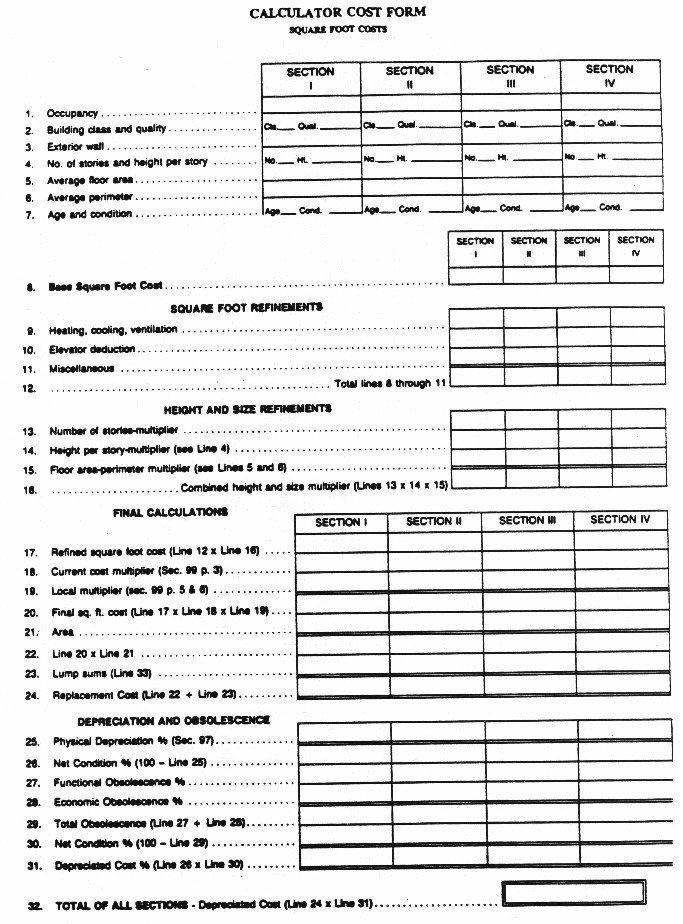 CALCULATOR COST FORM
SQUARE FOOT COSTS
SECTION I SECTION II SECTION III SECTION IV
1. Occupancy
2. Building class and quality Cls. Qual. Cls. Qual. Cls. Qual. Cls. Qual.
3. Exterior wall
4. No. of stories and height per story No. Ht. No. Ht. No. Ht. No. Ht.
5. Average floor area
6. Average perimeter
7. Age and condition Age Cond. Age Cond. Age Cond. Age Cond.
SECTION I SECTION II SECTION III SECTION IV
8. Base Square Foot Cost
SQUARE FOOT REFINEMENTS
9. Heating, cooling, ventilation
10. Elevator deduction
11. Miscellaneous
12. Total lines 8 through 11
HEIGHT AND SIZE REFINEMENTS
13. Number of stories-multiplier
14. Height per story-multiplier (see Line 4)
15. Floor area-perimeter multiplier (see Lines 5 and 6)
16. Combined height and size multiplier (Lines 13 x 14 x 15)
FINAL CALCULATIONS
SECTION I SECTION II SECTION III SECTION IV
17. Refined square foot cost (Line 12 x Line 16)
18. Current cost multiplier (Sec. 99 p. 3)
19. Local multiplier (sec. 99 p. 5 & 6)
20. Final sq. ft. cost (Line 17 x Line 18 x Line 19)
21. Area
22. Line 20 x Line 21
23. Lump sums (Line 33)
24. Replacement Cost (Line 22 + Line 23)
DEPRECIATION AND OBSOLESCENCE
25. Physical Depreciation % (Sec. 97)
26. Net Condition % (100 - Line 25)
27. Functional Obsolescence %
28. Economic Obsolescence %
29. Total Obsolescence (Line 27 + Line 28)
30. Net Condition % (100 - Line 29)
31. Depreciated Cost % (Line 26 x Line 30)
32. TOTAL OF ALL SECTIONS - Depreciated Cost (Line 24 x Line 31)